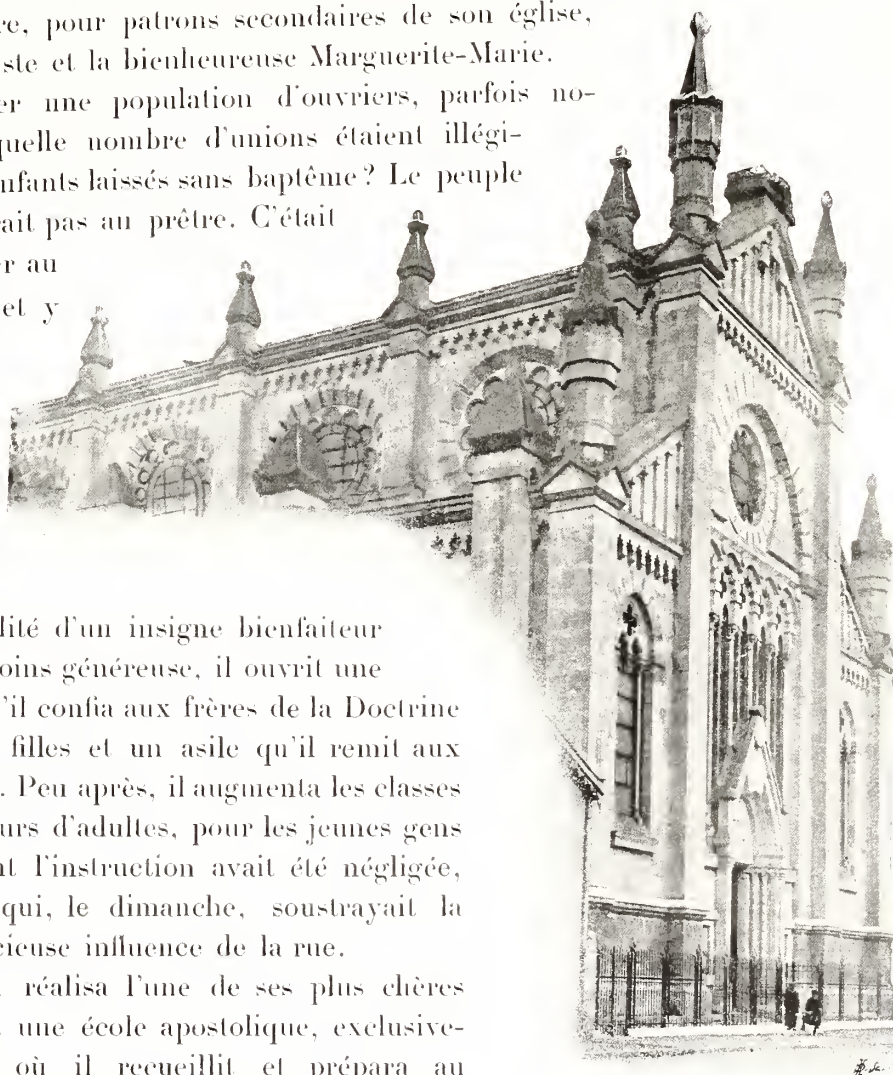 re, pour patrons secondaires de son église,
ste et la bienheureuse Marguerite-Marie.
er une population d'ouvriers, parfois no-
quelle nombre d'unions étaient illégi-
nfants laissés sans baptême? Le peuple
rait pas au prêtre. C'était
r au
et y
lité d'un insigne bienfaiteur
oins généreuse, il ouvrit une
'il confia aux frères de la Doctrine
filles et un asile qu'il remit aux
. Peu après, il augmenta les classes
urs d'adultes, pour les jeunes gens
nt l'instruction avait été négligée,
qui, le dimanche, soustrayait la
cieuse influence de la rue.
réalisa l'une de ses plus chères
une école apostolique, exclusive-
où il recueillit et prépara au